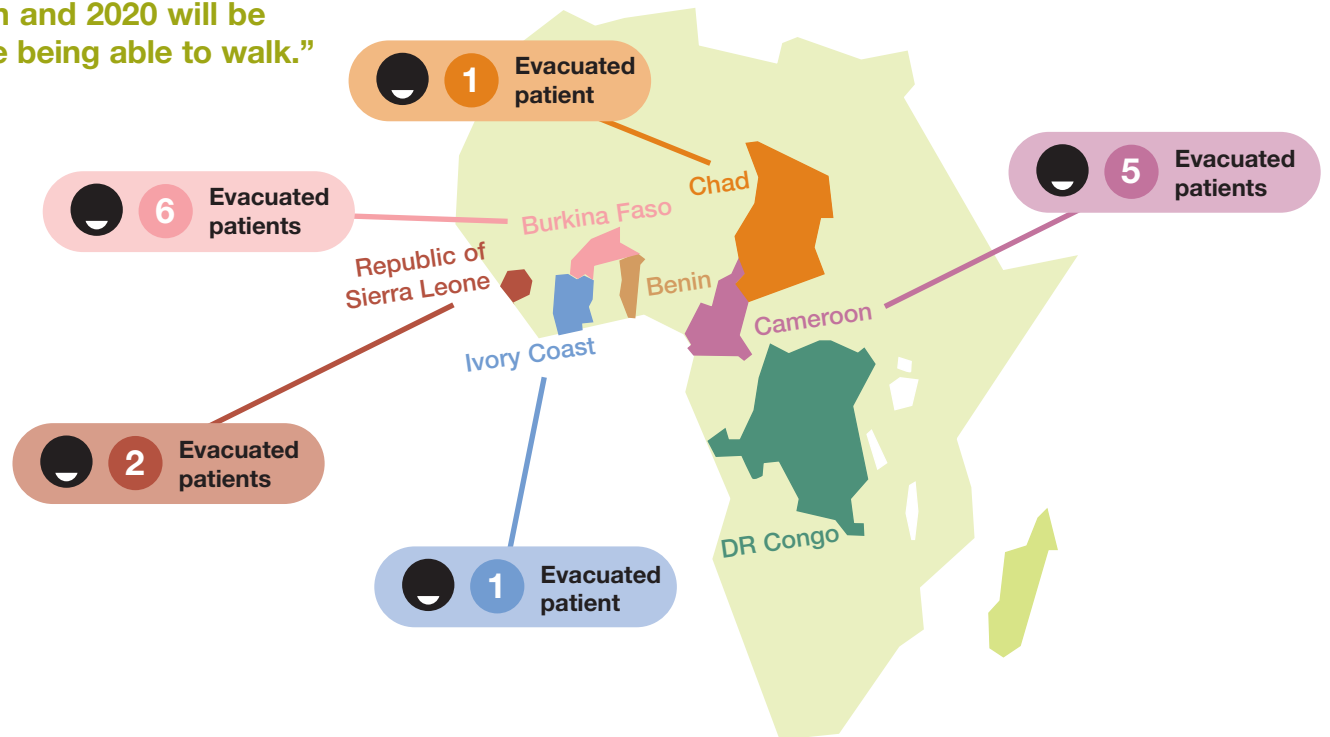 n and 2020 will be
e being able to walk.”
1
Evacuated
patient
5
Evacuated
patients
6
Evacuated
patients
Chad
Burkina Faso
Republic of
Sierra Leone
Benin
Cameroon
Ivory Coast
2
Evacuated
patients
DR Congo
1
Evacuated
patient